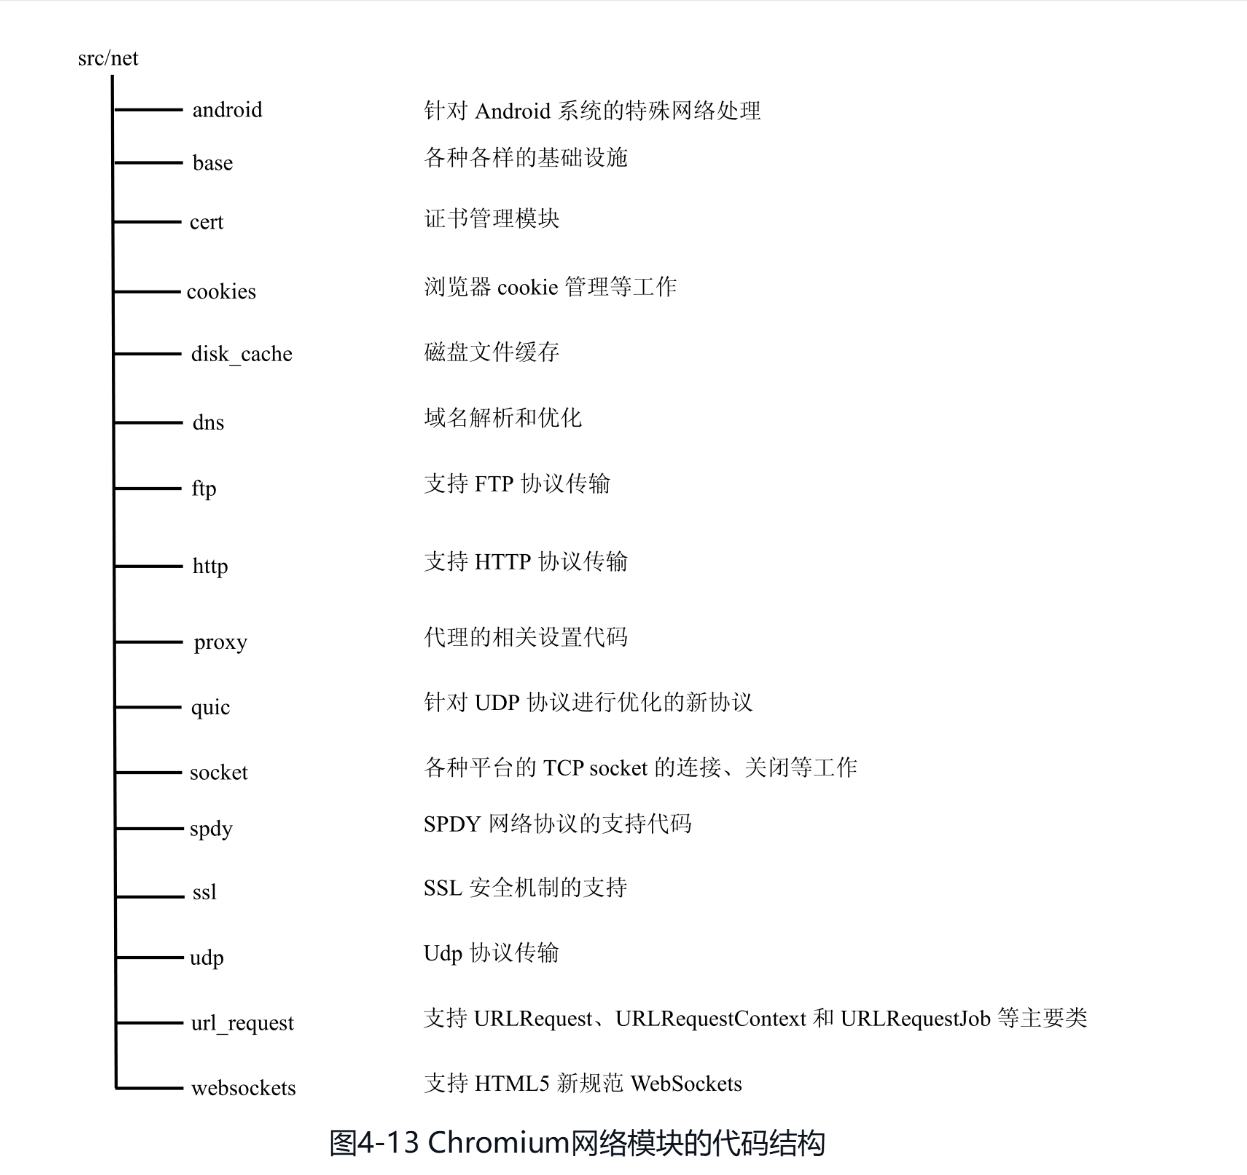 src/net
android 针对 Android 系统的特殊网络处理
base 各种各样的基础设施
cert 证书管理模块
cookies 浏览器 cookie 管理等工作
disk_cache 磁盘文件缓存
dns 域名解析和优化
ftp 支持 FTP 协议传输
http 支持 HTTP 协议传输
proxy 代理的相关设置代码
quic 针对 UDP 协议进行优化的新协议
socket 各种平台的 TCP socket 的连接、关闭等工作
spdy SPDY 网络协议的支持代码
ssl SSL 安全机制的支持
udp Udp 协议传输
url_request 支持 URLRequest、URLRequestContext 和 URLRequestJob 等主要类
websockets 支持 HTML5 新规范 WebSockets
图4-13 Chromium网络模块的代码结构